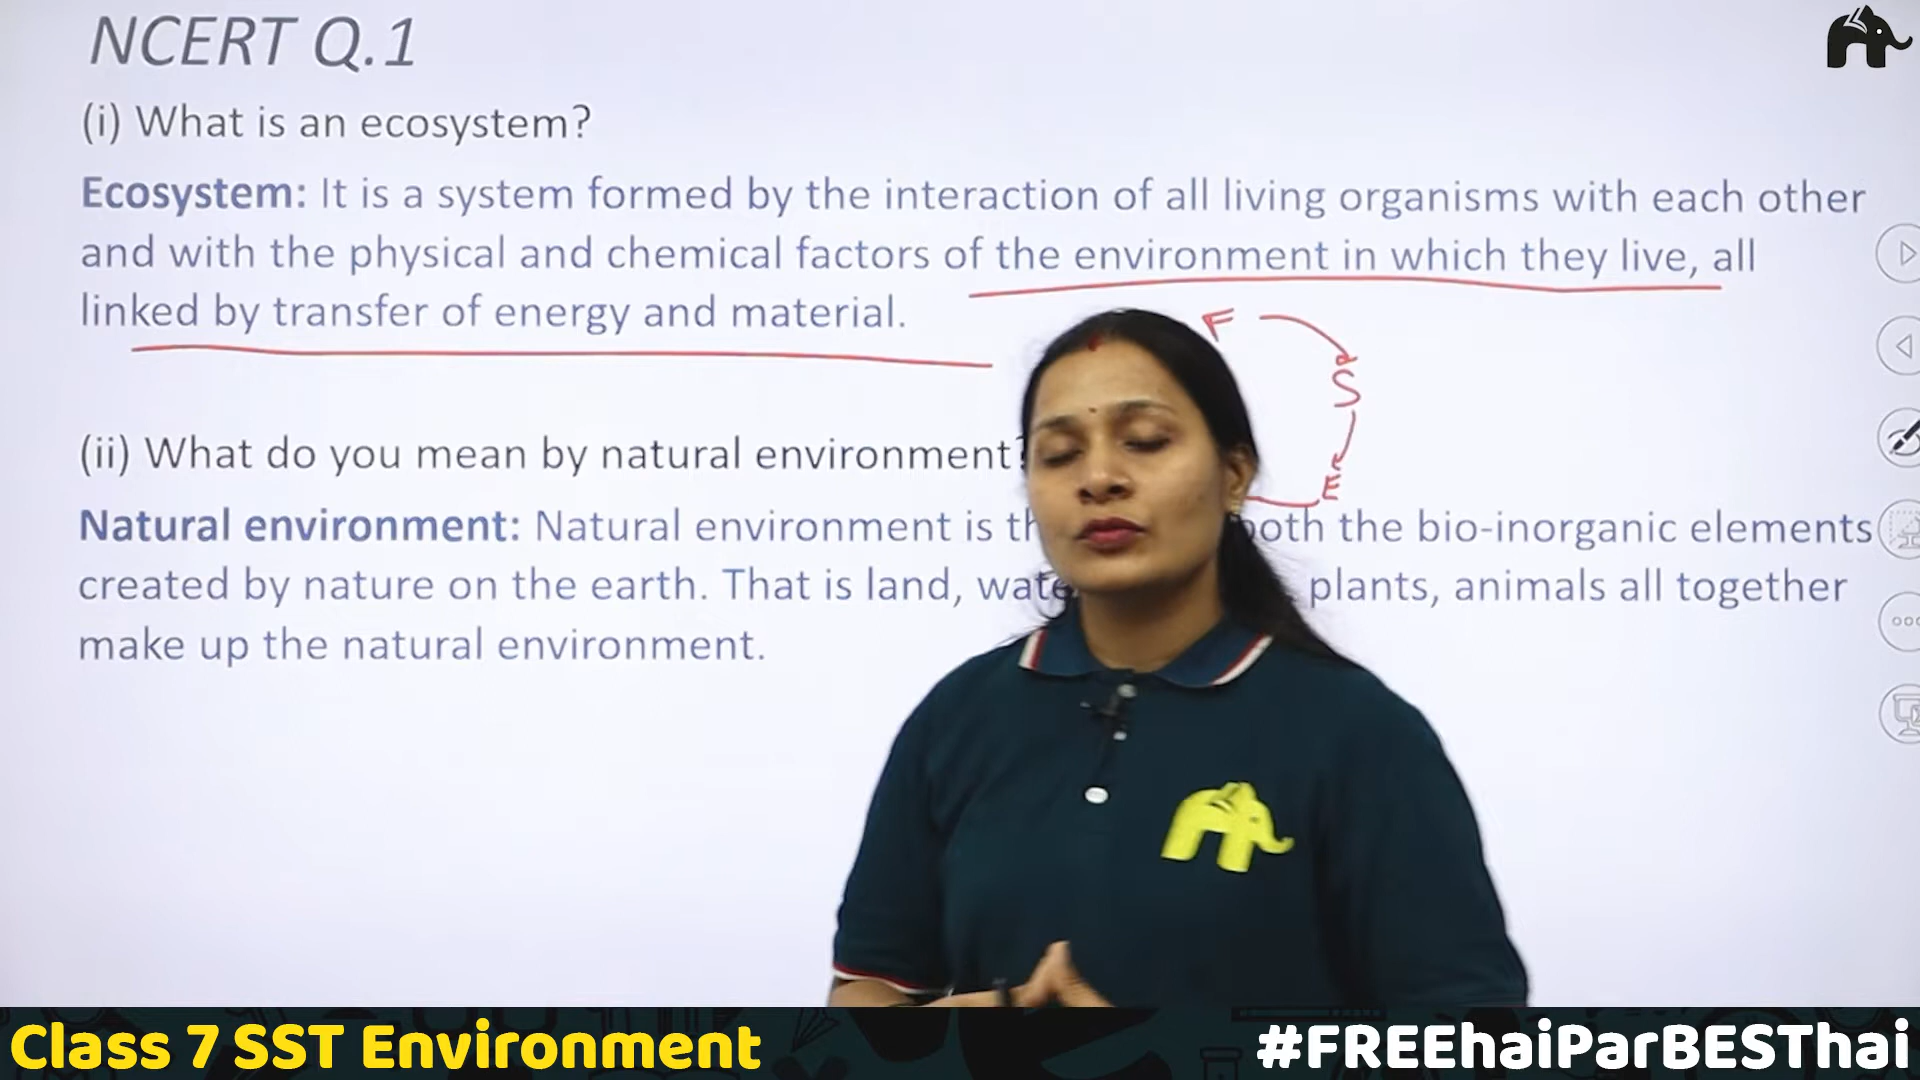 NCERT Q.1
(i) What is an ecosystem?
Ecosystem: It is a system formed by the interaction of all living organisms with each other
and with the physical and chemical factors of the environment in which they live, all
linked by transfer of energy and material.
F
S
E
(ii) What do you mean by natural environment?
Natural environment: Natural environment is both the bio-inorganic elements
created by nature on the earth. That is land, plants, animals all together
make up the natural environment.
Class 7 SST Environment
#FREEhaiParBESThai